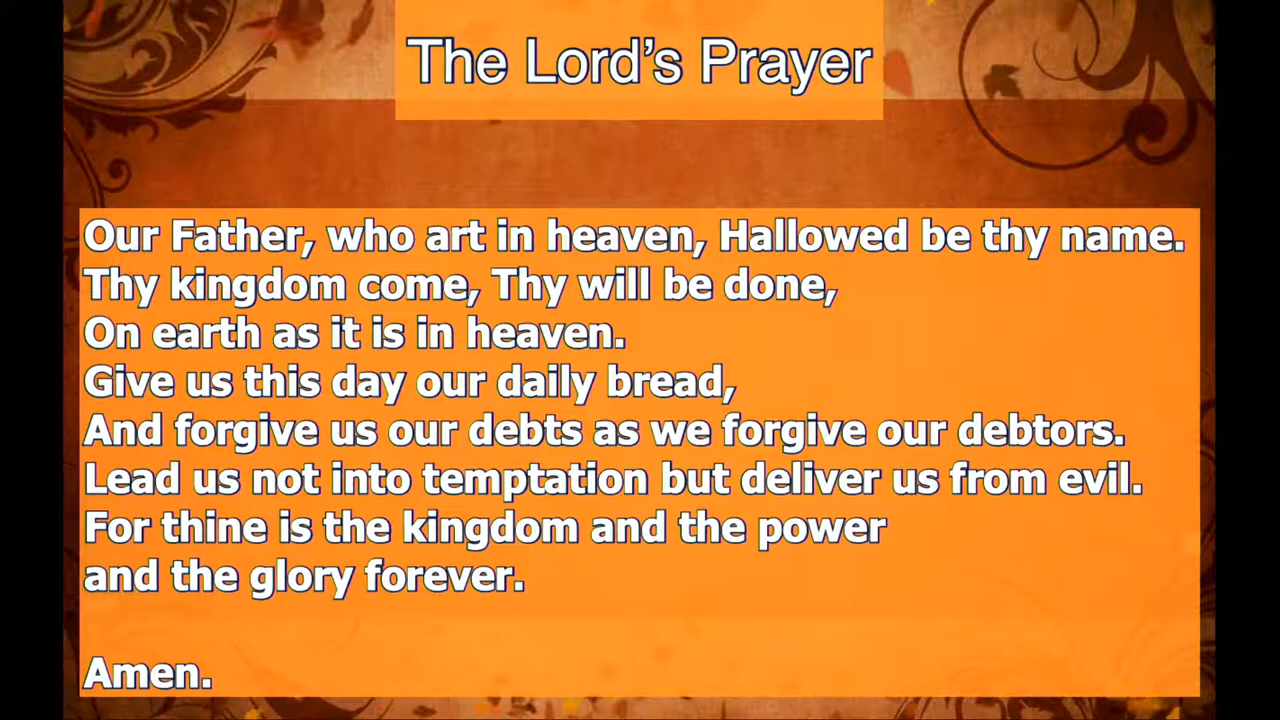 The Lord’s Prayer
Our Father, who art in heaven, Hallowed be thy name.
Thy kingdom come, Thy will be done,
On earth as it is in heaven.
Give us this day our daily bread,
And forgive us our debts as we forgive our debtors.
Lead us not into temptation but deliver us from evil.
For thine is the kingdom and the power
and the glory forever.
Amen.